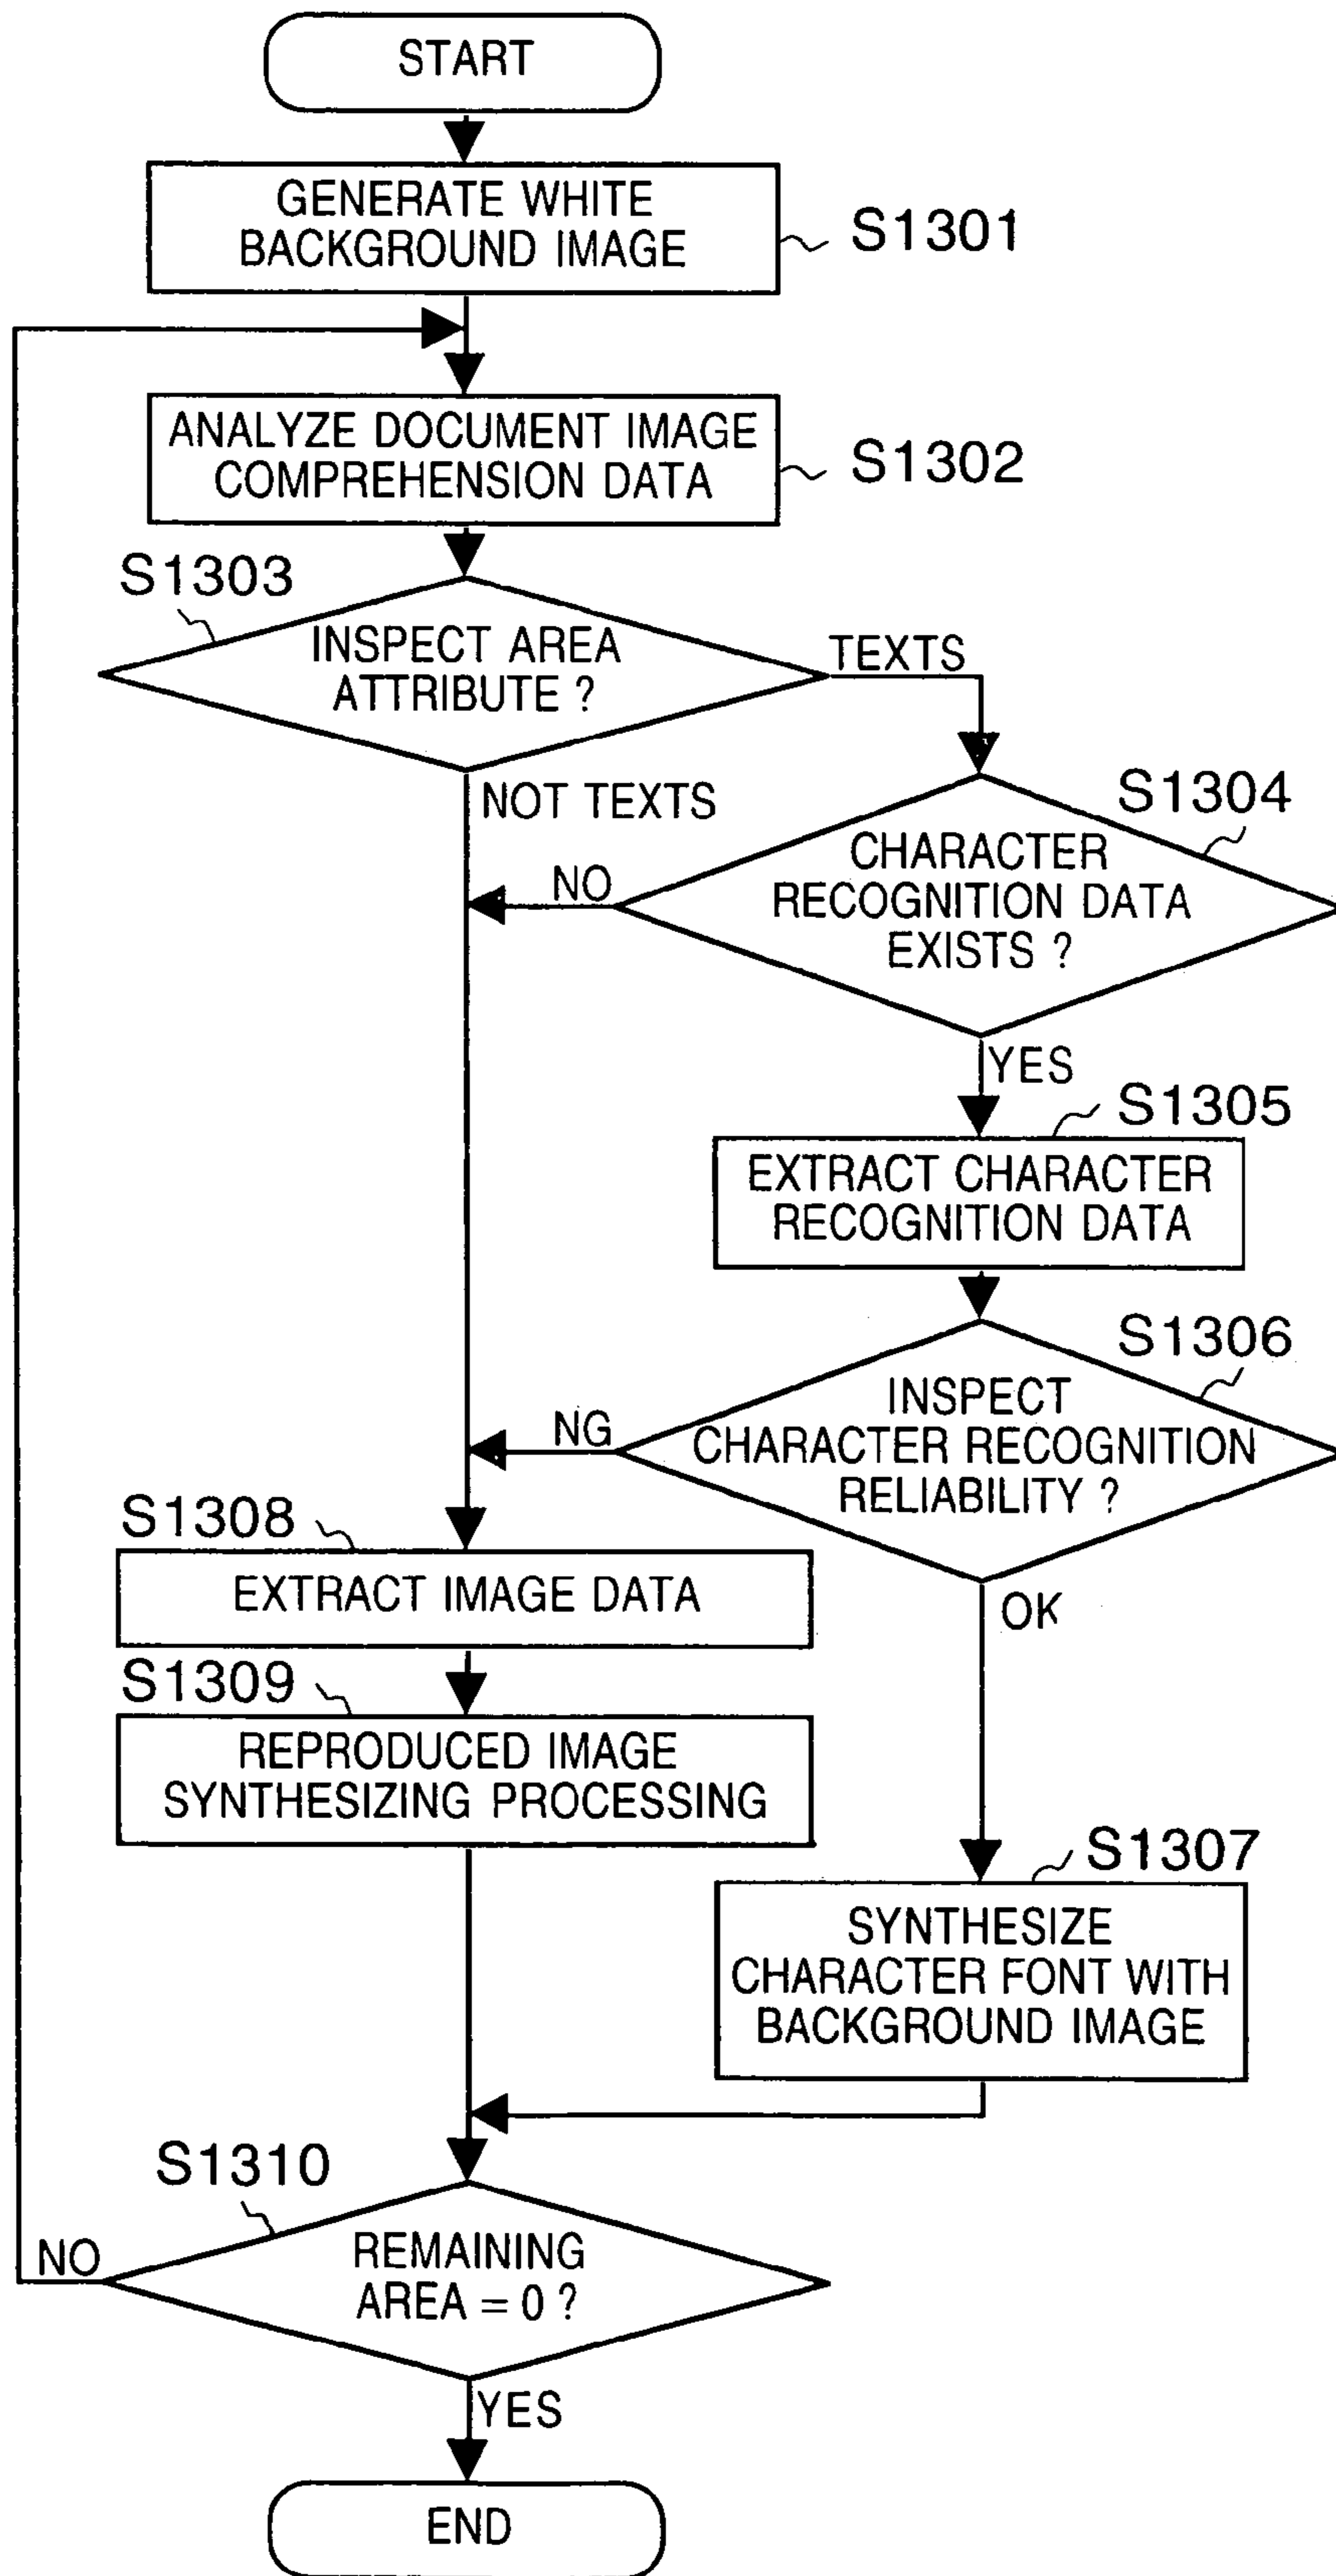 START
GENERATE WHITE
BACKGROUND IMAGE
S1301
ANALYZE DOCUMENT IMAGE
COMPREHENSION DATA
S1302
S1303
INSPECT AREA
ATTRIBUTE ?
TEXTS
NOT TEXTS
S1304
CHARACTER
RECOGNITION DATA
EXISTS ?
NO
YES
S1305
EXTRACT CHARACTER
RECOGNITION DATA
S1306
INSPECT
CHARACTER RECOGNITION
RELIABILITY ?
NG
OK
S1308
EXTRACT IMAGE DATA
S1309
REPRODUCED IMAGE
SYNTHESIZING PROCESSING
S1307
SYNTHESIZE
CHARACTER FONT WITH
BACKGROUND IMAGE
S1310
REMAINING
AREA = 0 ?
NO
YES
END